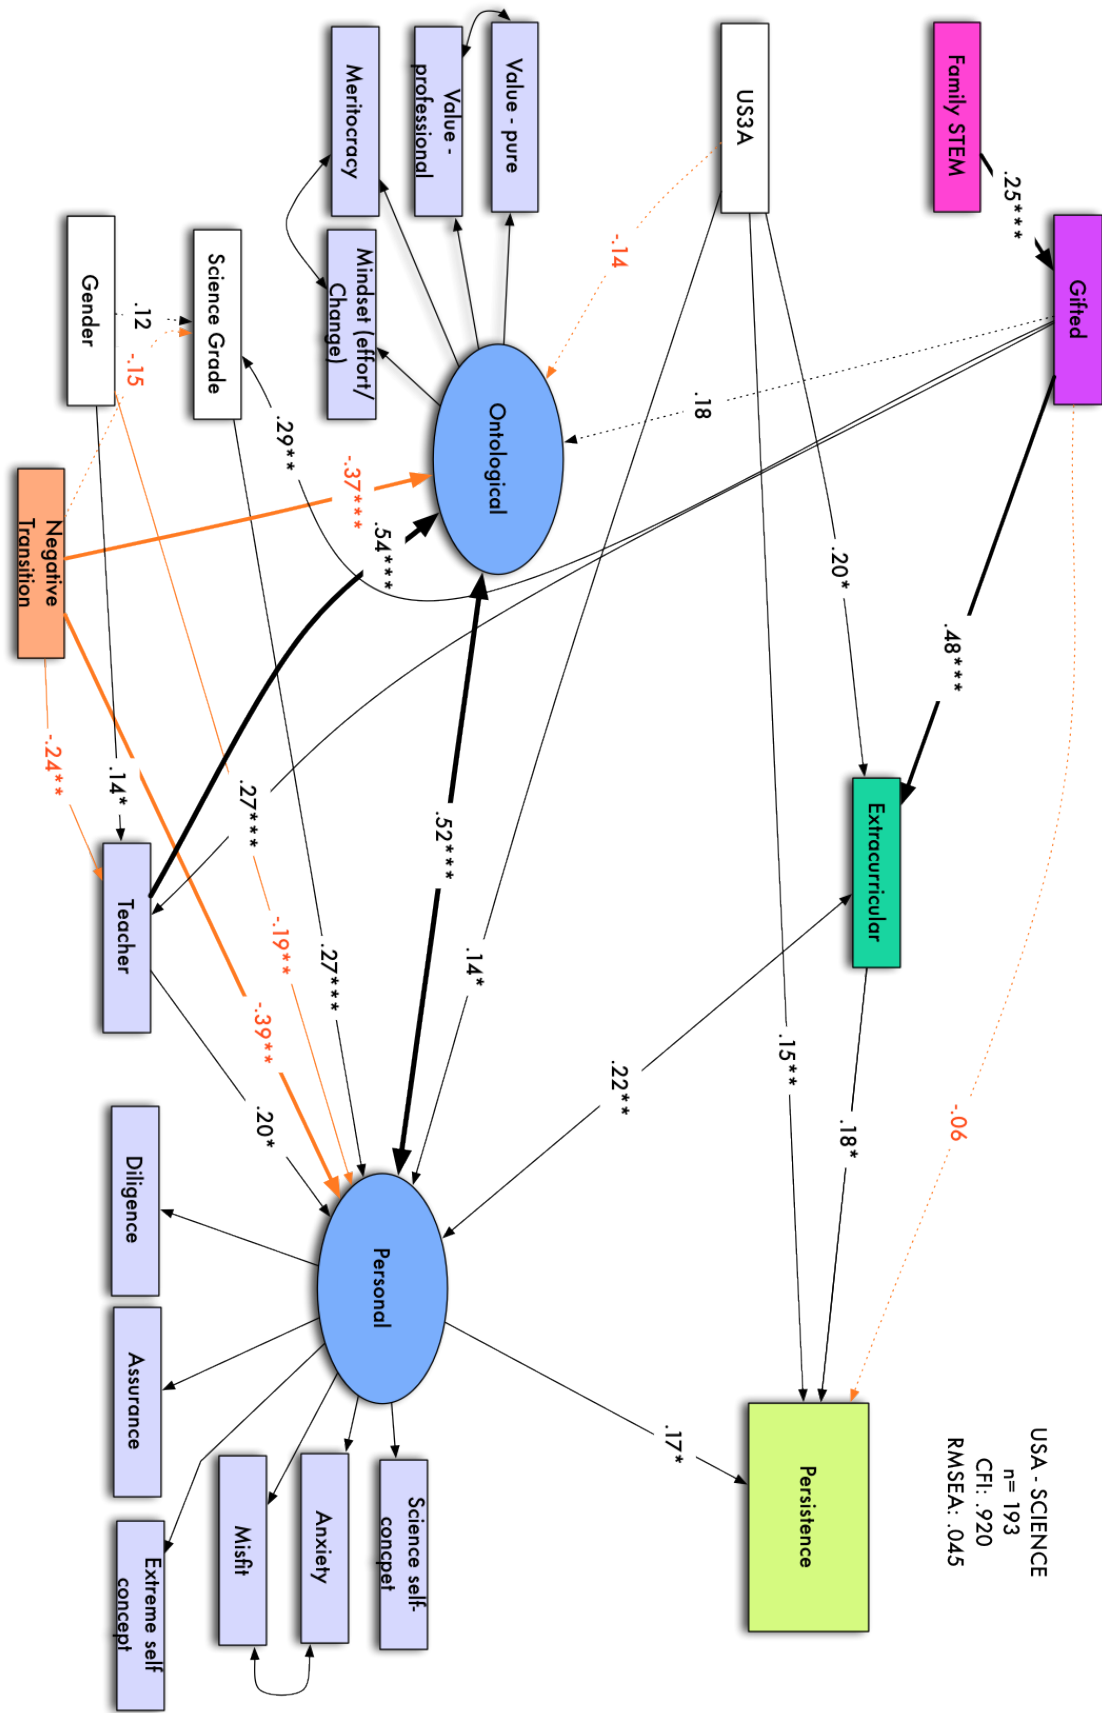 USA - SCIENCE
n= 193
CFI: .920
RMSEA: .045
Family STEM
.25***
Gifted
US3A
-.14
.18
.20*
.48***
Extracurricular
-.06
.18*
.15**
Persistence
Value - pure
Value -
professional
Meritocracy
Mindset (effort/
Change)
Ontological
.14*
.22**
.52***
.17*
Science Grade
.29**
-.37***
.54***
.27***
.27***
Personal
Science self-
concpet
Anxiety
Misfit
Extreme self
concept
Assurance
Diligence
Gender
.12
-.15
Negative
Transition
-.24**
.14*
-.19**
-.39**
Teacher
.20*